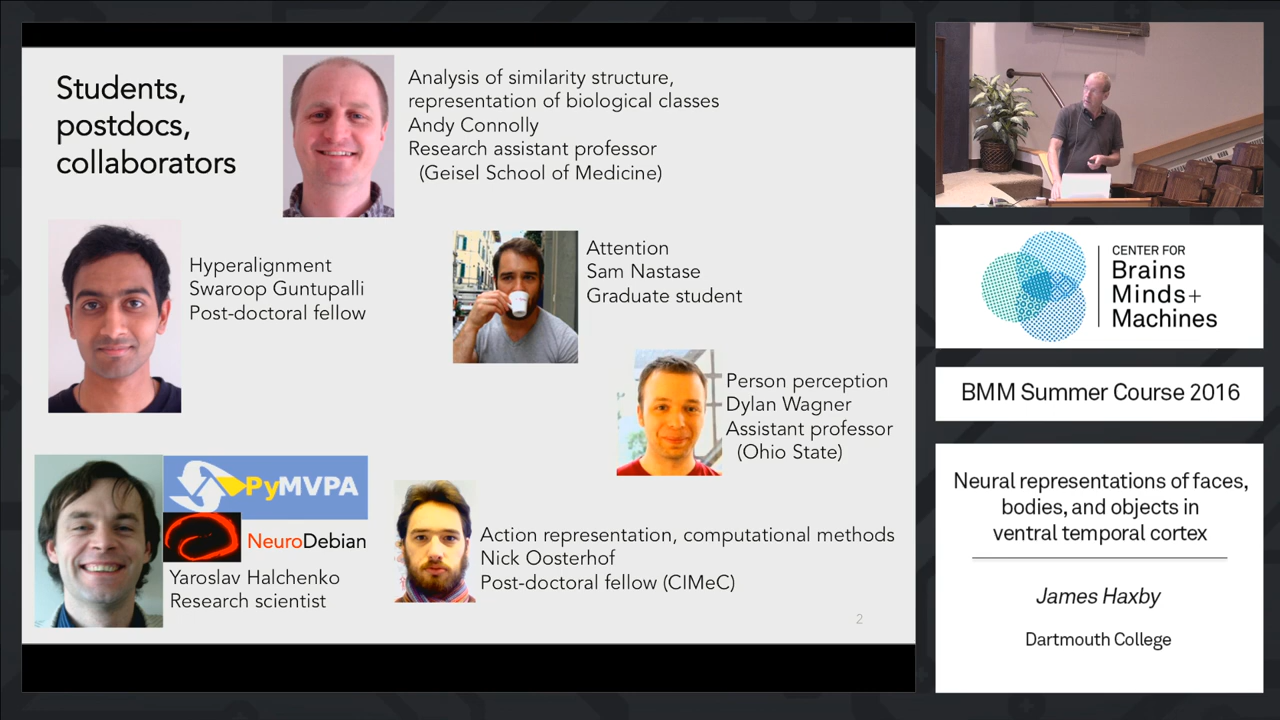 Students,
postdocs,
collaborators
Analysis of similarity structure,
representation of biological classes
Andy Connolly
Research assistant professor
(Geisel School of Medicine)
Hyperalignment
Swaroop Guntupalli
Post-doctoral fellow
Attention
Sam Nastase
Graduate student
Person perception
Dylan Wagner
Assistant professor
(Ohio State)
PyMVPA
NeuroDebian
Yaroslav Halchenko
Research scientist
Action representation, computational methods
Nick Oosterhof
Post-doctoral fellow (CIMeC)
2
CENTER FOR
Brains
Minds+
Machines
BMM Summer Course 2016
Neural representations of faces,
bodies, and objects in
ventral temporal cortex
James Haxby
Dartmouth College